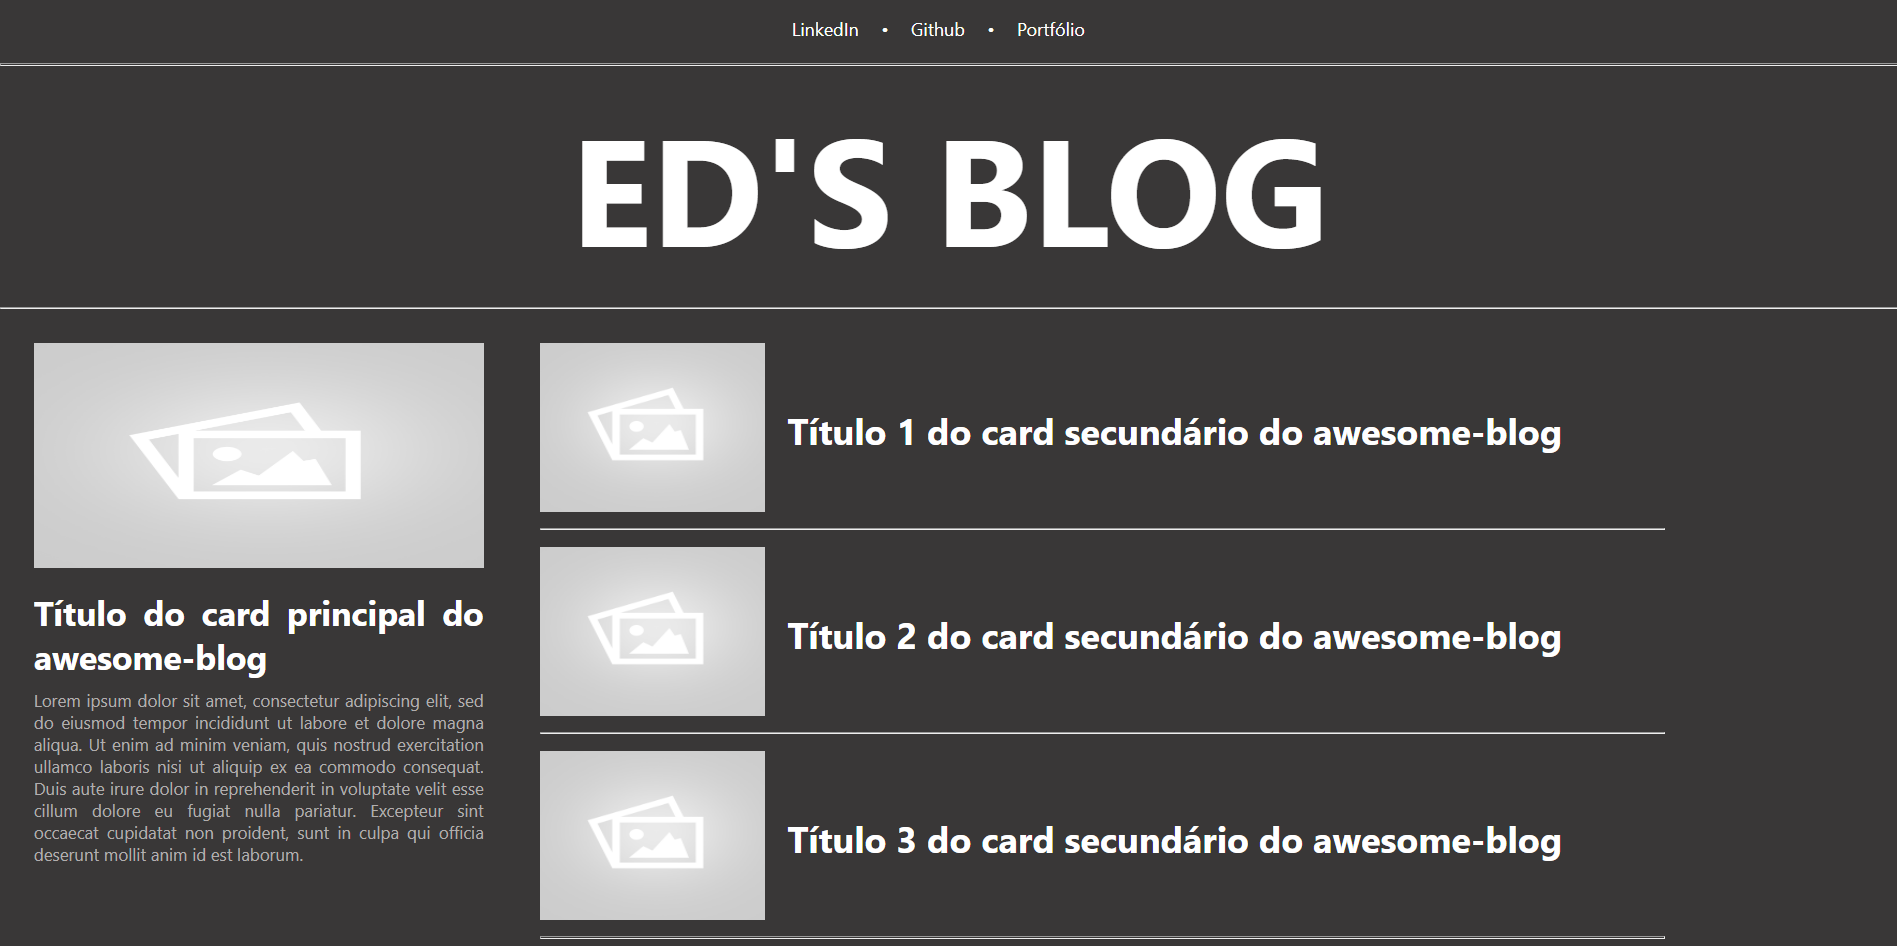 LinkedIn • Github • Portfólio
ED'S BLOG
Título do card principal do
awesome-blog
Lorem ipsum dolor sit amet, consectetur adipiscing elit, sed
do eiusmod tempor incididunt ut labore et dolore magna
aliqua. Ut enim ad minim veniam, quis nostrud exercitation
ullamco laboris nisi ut aliquip ex ea commodo consequat.
Duis aute irure dolor in reprehenderit in voluptate velit esse
cillum dolore eu fugiat nulla pariatur. Excepteur sint
occaecat cupidatat non proident, sunt in culpa qui officia
deserunt mollit anim id est laborum.
Título 1 do card secundário do awesome-blog
Título 2 do card secundário do awesome-blog
Título 3 do card secundário do awesome-blog